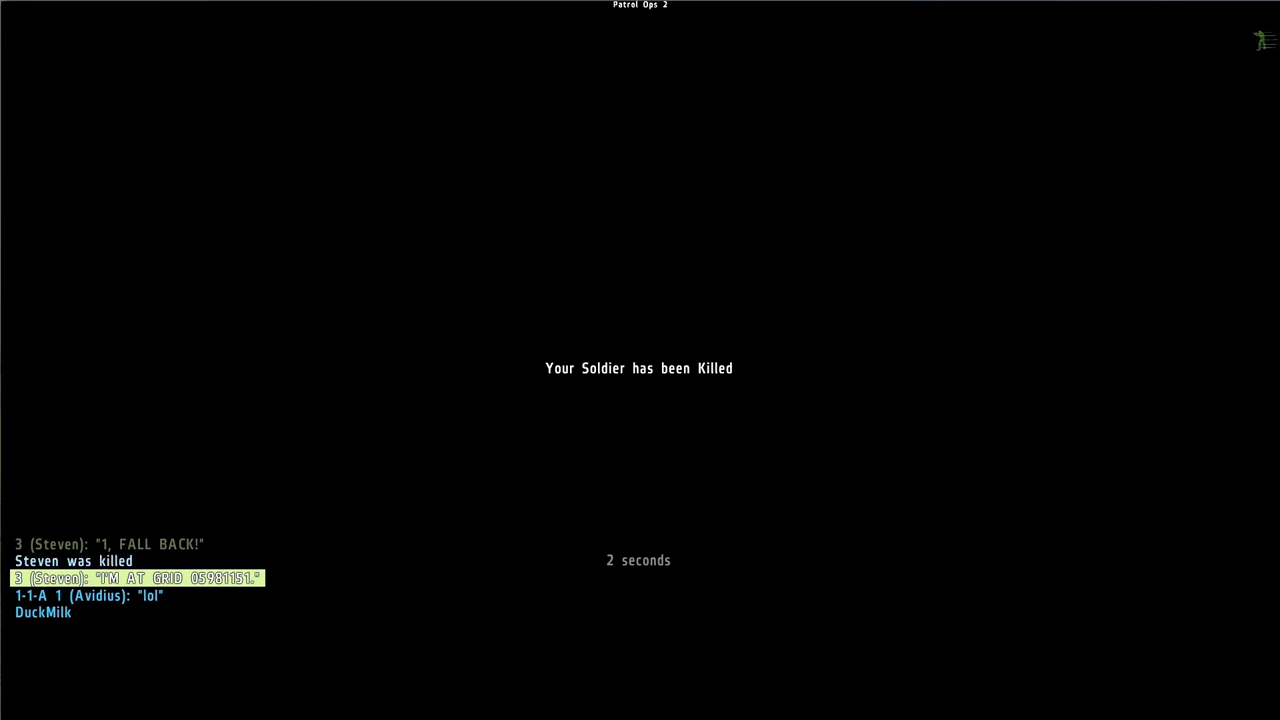 Patrol Ops 2
Your Soldier has been Killed
3 (Steven): "1, FALL BACK!"
Steven was killed
2 seconds
3 (Steven): "I'M AT GRID 05981151."
1-1-A 1 (Avidius): "lol"
DuckMilk